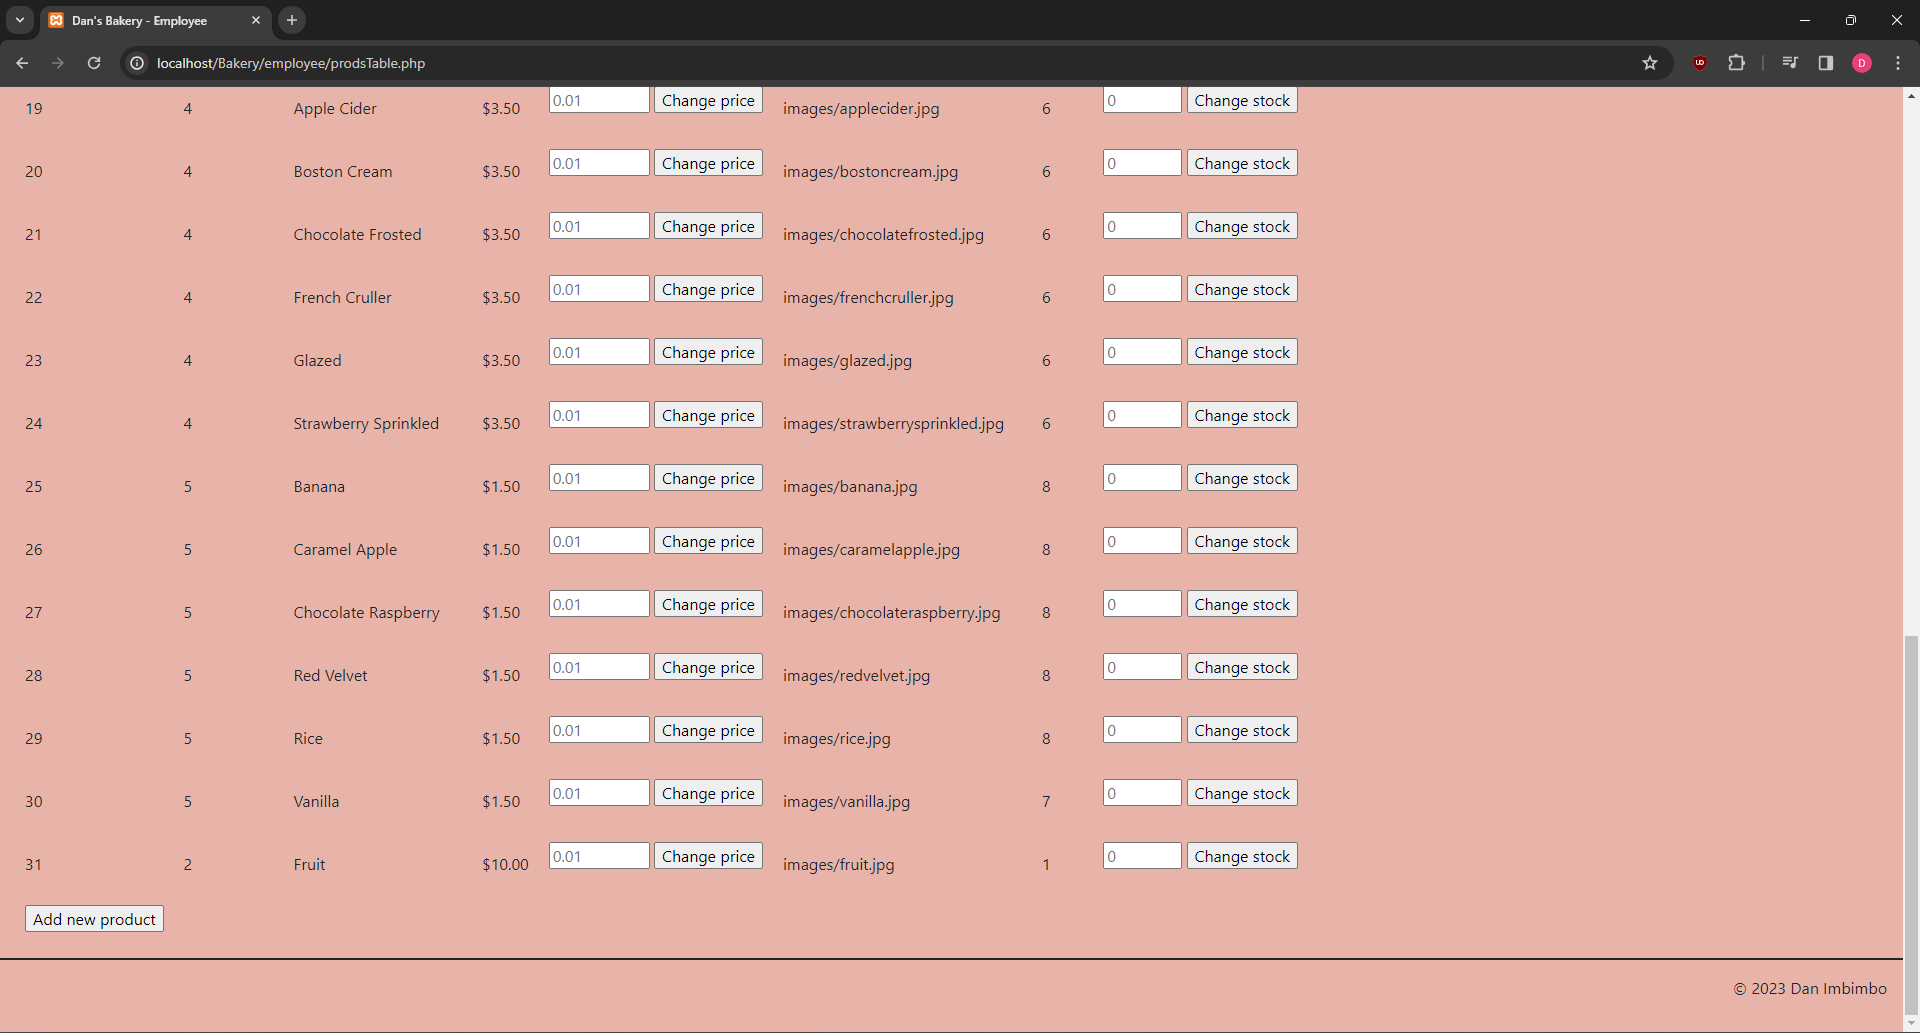 Dan's Bakery - Employee
localhost/Bakery/employee/prodsTable.php
D
19 4 Apple Cider $3.50 0.01 Change price images/applecider.jpg 6 0 Change stock
20 4 Boston Cream $3.50 0.01 Change price images/bostoncream.jpg 6 0 Change stock
21 4 Chocolate Frosted $3.50 0.01 Change price images/chocolatefrosted.jpg 6 0 Change stock
22 4 French Cruller $3.50 0.01 Change price images/frenchcruller.jpg 6 0 Change stock
23 4 Glazed $3.50 0.01 Change price images/glazed.jpg 6 0 Change stock
24 4 Strawberry Sprinkled $3.50 0.01 Change price images/strawberrysprinkled.jpg 6 0 Change stock
25 5 Banana $1.50 0.01 Change price images/banana.jpg 8 0 Change stock
26 5 Caramel Apple $1.50 0.01 Change price images/caramelapple.jpg 8 0 Change stock
27 5 Chocolate Raspberry $1.50 0.01 Change price images/chocolateraspberry.jpg 8 0 Change stock
28 5 Red Velvet $1.50 0.01 Change price images/redvelvet.jpg 8 0 Change stock
29 5 Rice $1.50 0.01 Change price images/rice.jpg 8 0 Change stock
30 5 Vanilla $1.50 0.01 Change price images/vanilla.jpg 7 0 Change stock
31 2 Fruit $10.00 0.01 Change price images/fruit.jpg 1 0 Change stock
Add new product
© 2023 Dan Imbimbo